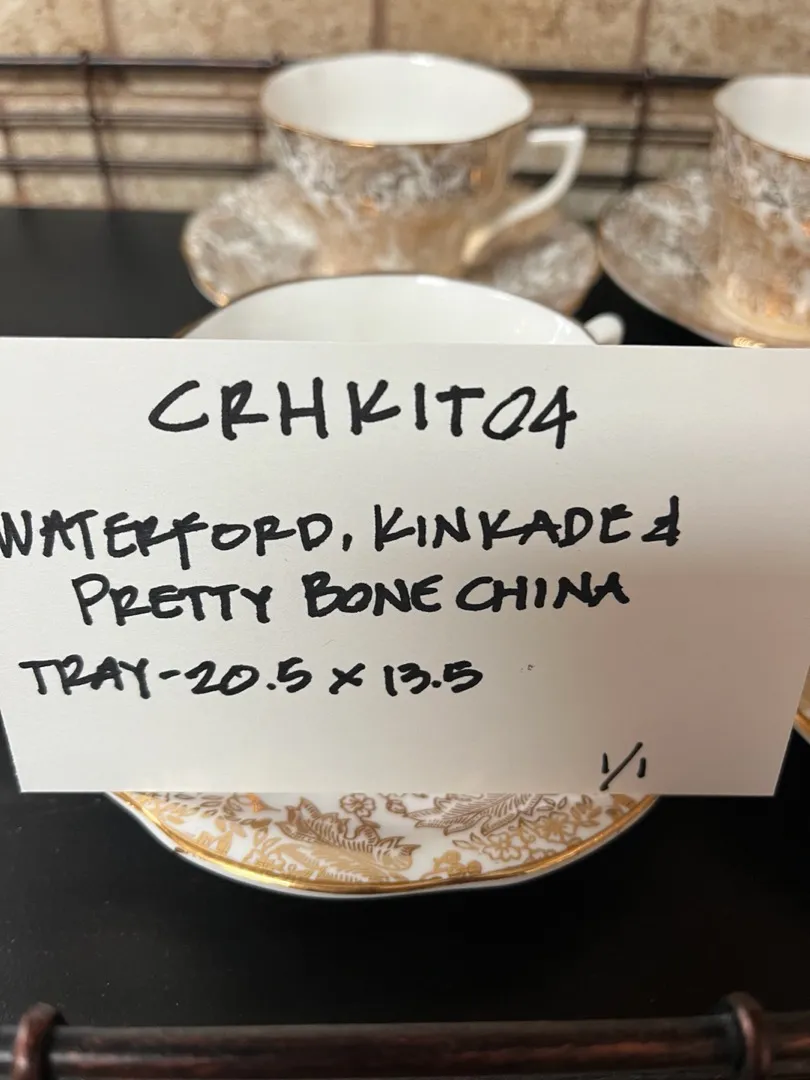 CRHKIT04
WATERFORD, KINKADE &
PRETTY BONE CHINA
TRAY-20.5 x 13.5
1/1